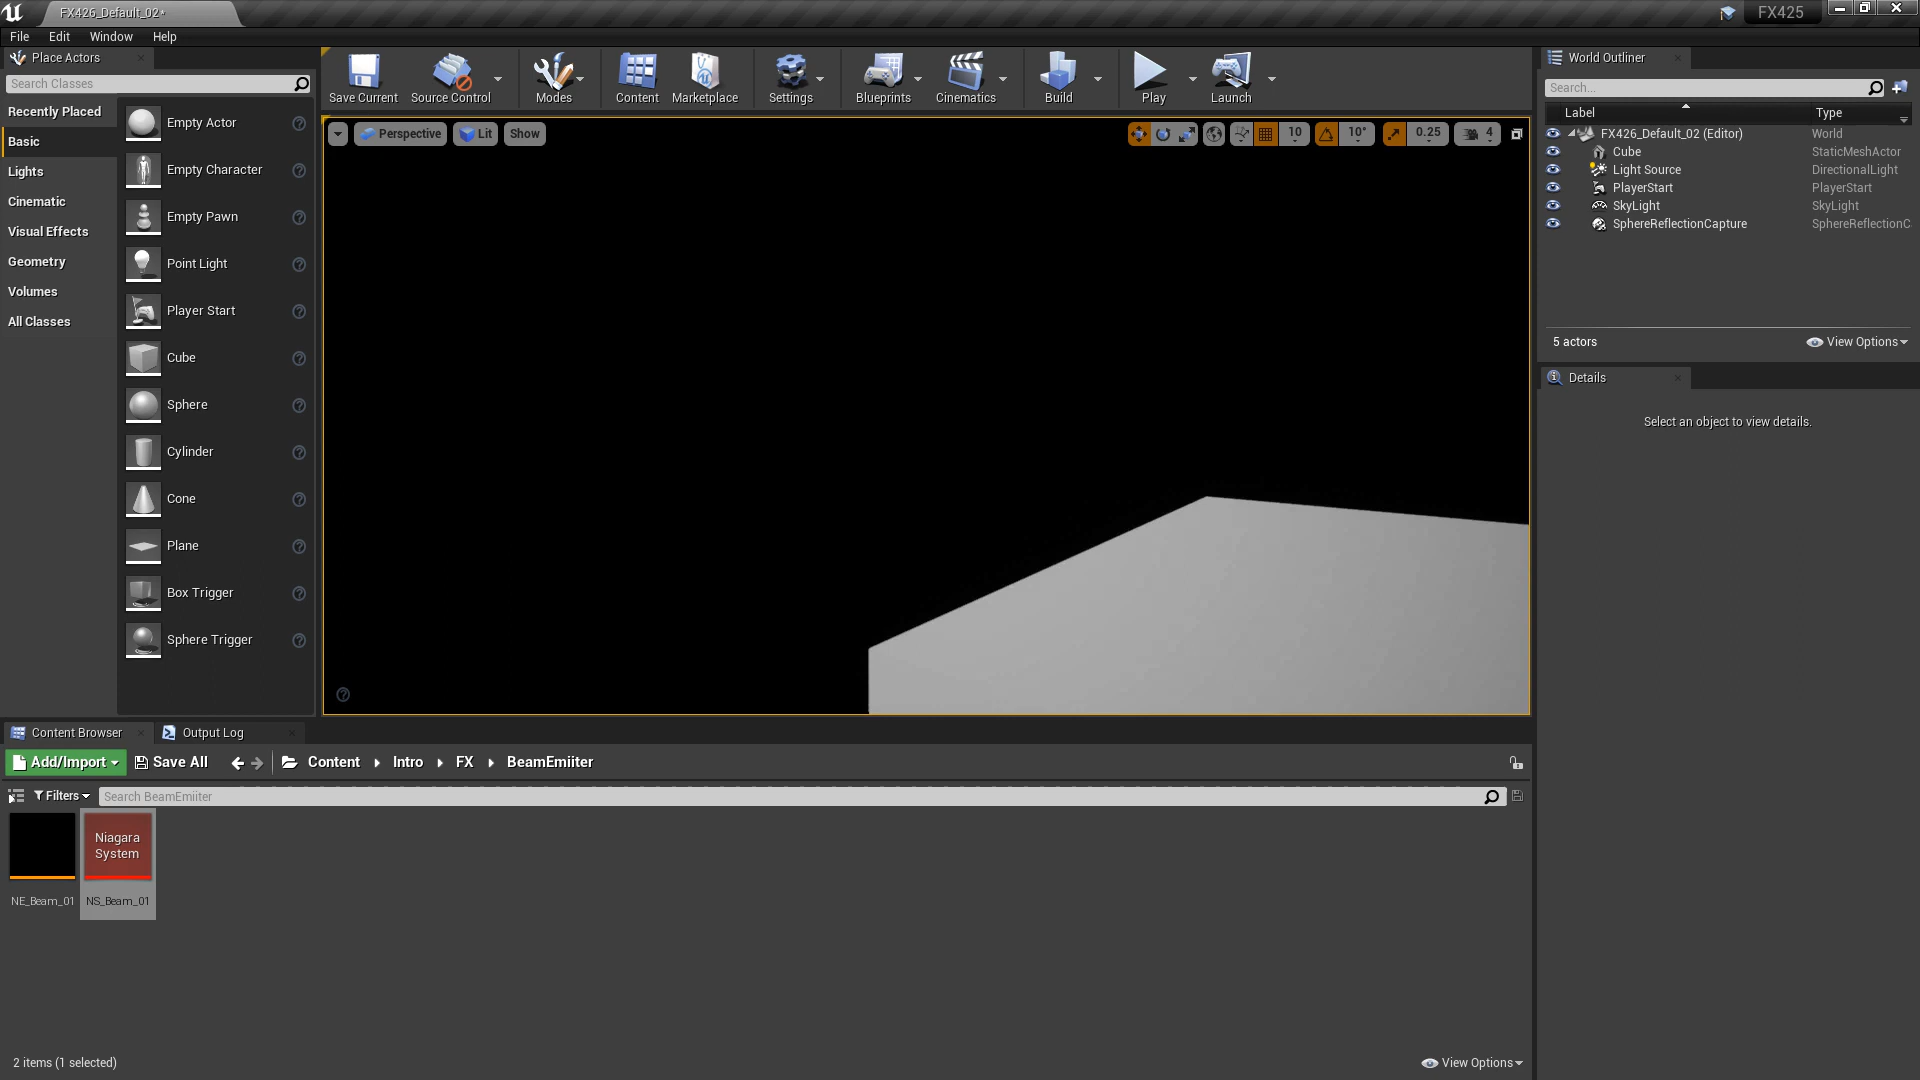 FX426_Default_02*
FX425
File Edit Window Help
Place Actors
Search Classes
Recently Placed
Basic
Lights
Cinematic
Visual Effects
Geometry
Volumes
All Classes
Empty Actor
Empty Character
Empty Pawn
Point Light
Player Start
Cube
Sphere
Cylinder
Cone
Plane
Box Trigger
Sphere Trigger
Save Current Source Control Modes Content Marketplace Settings Blueprints Cinematics Build Play Launch
Perspective Lit Show 10 10° 0.25 4
World Outliner
Search...
Label Type
FX426_Default_02 (Editor) World
Cube StaticMeshActor
Light Source DirectionalLight
PlayerStart PlayerStart
SkyLight SkyLight
SphereReflectionCapture SphereReflectionC
5 actors View Options
Details
Select an object to view details.
Content Browser Output Log
Add/Import Save All Content Intro FX BeamEmiiter
Filters Search BeamEmiiter
Niagara
System
NE_Beam_01 NS_Beam_01
2 items (1 selected) View Options